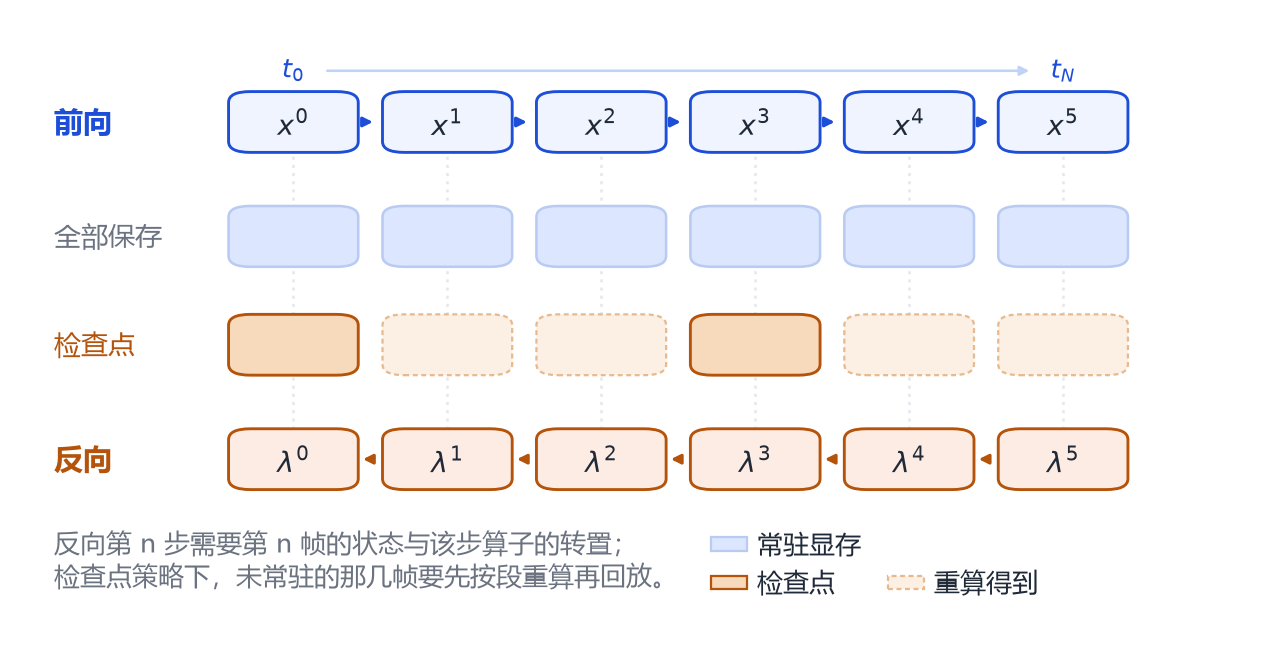 t₀ t_N
前向 x⁰ x¹ x² x³ x⁴ x⁵
全部保存
检查点
反向 λ⁰ λ¹ λ² λ³ λ⁴ λ⁵
反向第 n 步需要第 n 帧的状态与该步算子的转置；
检查点策略下，未常驻的那几帧要先按段重算再回放。
常驻显存
检查点 重算得到